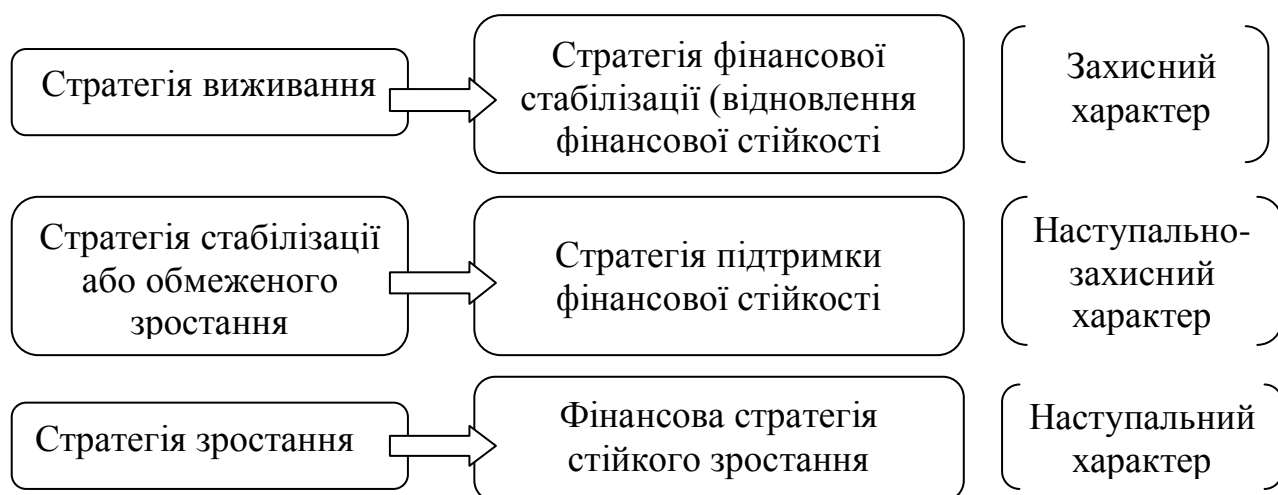 Стратегія виживання
Стратегія фінансової
стабілізації (відновлення
фінансової стійкості
Захисний
характер
Стратегія стабілізації
або обмеженого
зростання
Стратегія підтримки
фінансової стійкості
Наступально-
захисний
характер
Стратегія зростання
Фінансова стратегія
стійкого зростання
Наступальний
характер